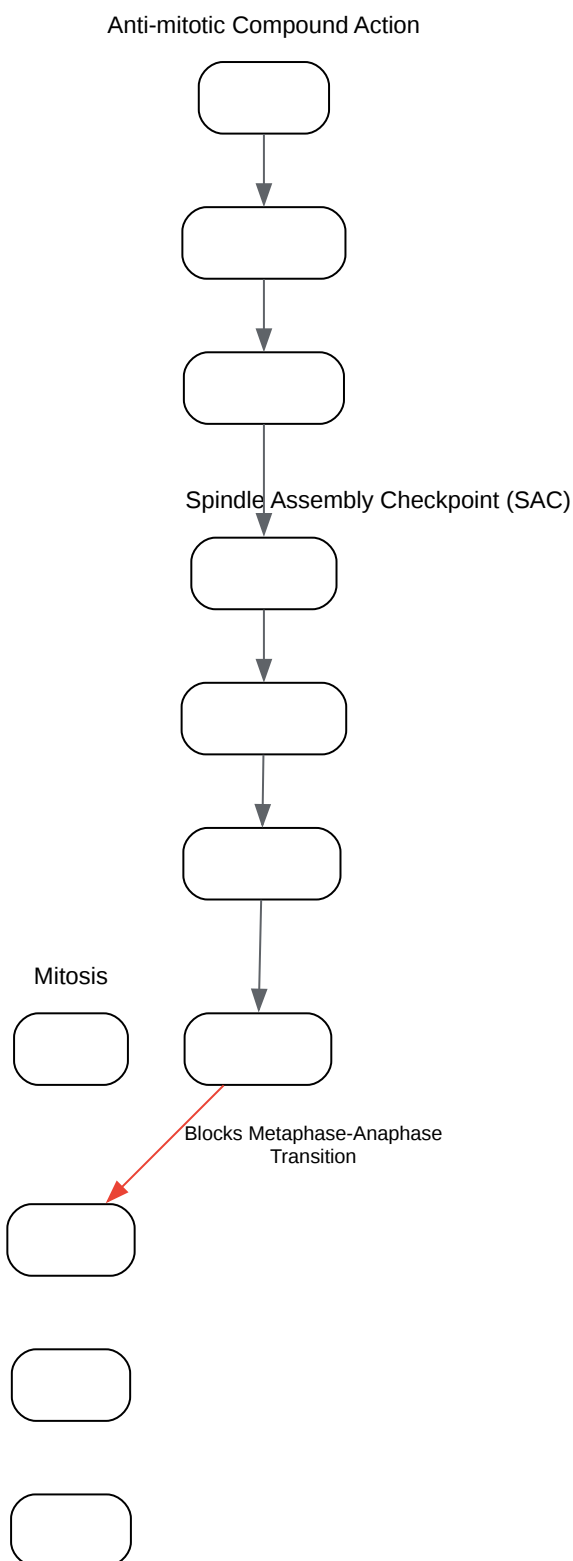 Anti-mitotic Compound Action
Spindle Assembly Checkpoint (SAC)
Mitosis
Blocks Metaphase-Anaphase
Transition